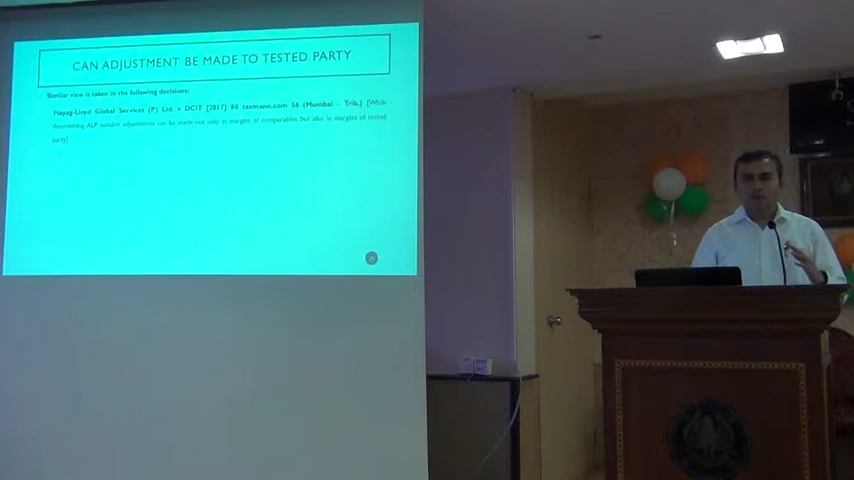 CAN ADJUSTMENT BE MADE TO TESTED PARTY
Similar view is taken in the following decisions:
Hapag-Lloyd Global Services (P) Ltd. v DCIT [2017] 80 taxmann.com 56 (Mumbai - Trib.) [While
determining ALP suitable adjustments can be made not only in margins of comparables but also in margins of tested
party]